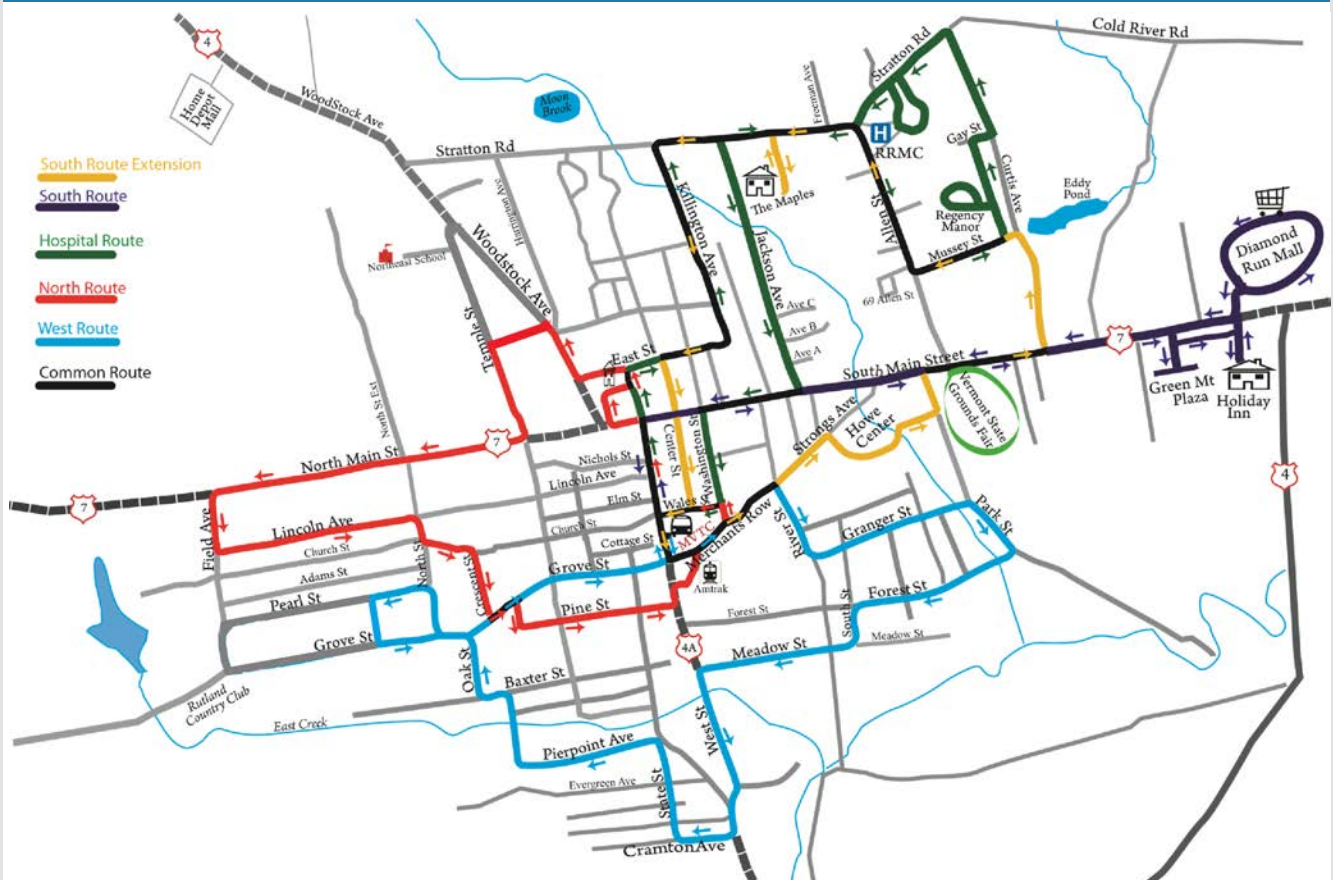 4
Home
Depot
Mall
WoodStock Ave
Moon
Brook
Freeman Ave
Stratton Rd
Cold River Rd
South Route Extension
South Route
Hospital Route
North Route
West Route
Common Route
Stratton Rd
Harrington Ave
H
RRMC
Gay St
Curtis Ave
Eddy
Pond
The Maples
Killington Ave
Jackson Ave
Allen St
Regency
Manor
Mussey St
Diamond
Run Mall
Northeast School
Woodstock Ave
Temple St
69 Allen St
Ave C
Ave B
Ave A
East St
South Main Street
7
Green Mt
Plaza
Holiday
Inn
Vermont State
Grounds Fair
North St Ext
North Main St
7
7
Nichols St
Lincoln Ave
Elm St
Church St
Cottage St
Center St
Washington St
Wales St
MVTC
Merchants Row
Strongs Ave
Howe
Center
Amtrak
River St
Granger St
Park St
4
Field Ave
Lincoln Ave
Church St
Adams St
Pearl St
Grove St
North St
Crescent St
Grove St
Pine St
Forest St
Forest St
South St
Meadow St
Meadow St
4A
Oak St
Baxter St
Rutland
Country Club
East Creek
Pierpoint Ave
Evergreen Ave
State St
West St
CramtonAve